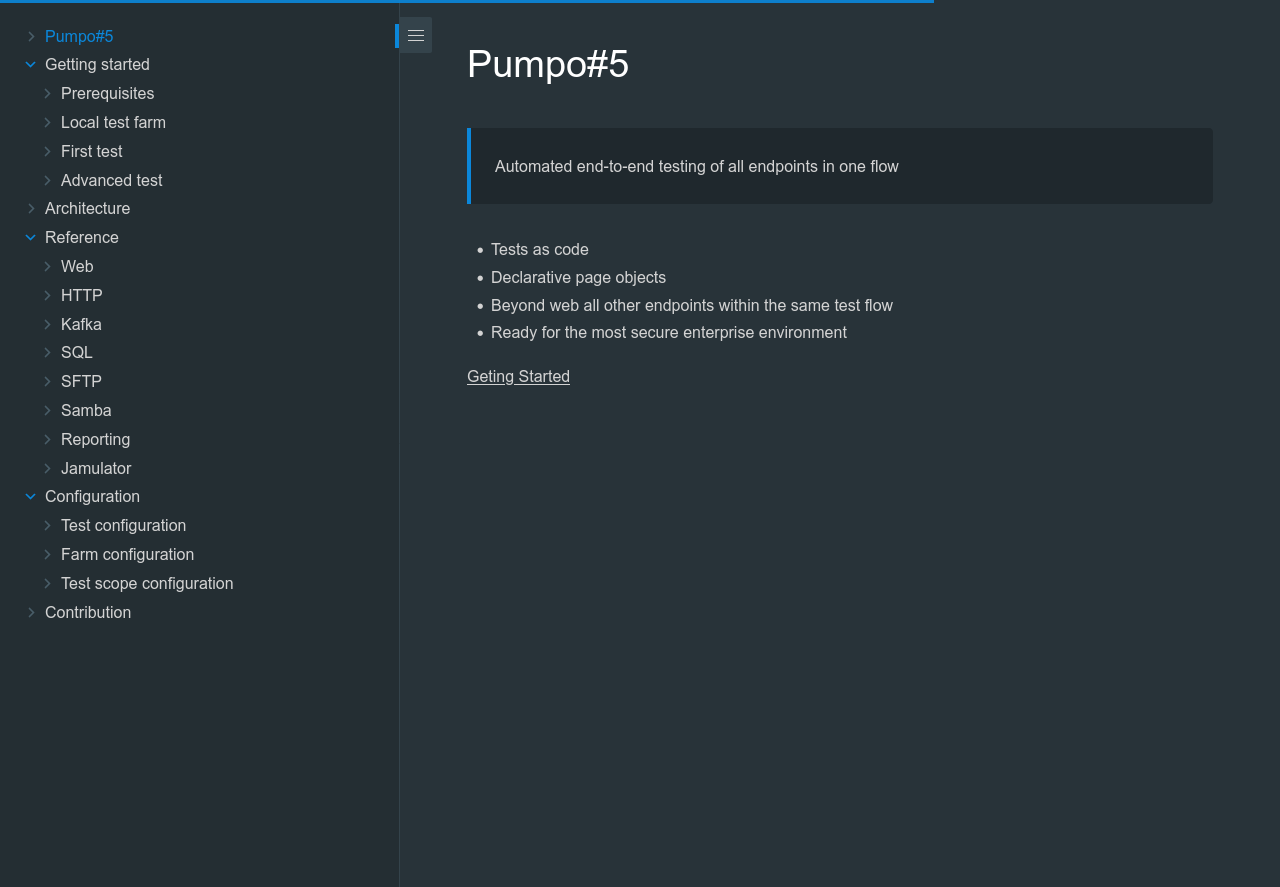 Pumpo#5
Getting started
Prerequisites
Local test farm
First test
Advanced test
Architecture
Reference
Web
HTTP
Kafka
SQL
SFTP
Samba
Reporting
Jamulator
Configuration
Test configuration
Farm configuration
Test scope configuration
Contribution
Pumpo#5
Automated end-to-end testing of all endpoints in one flow
Tests as code
Declarative page objects
Beyond web all other endpoints within the same test flow
Ready for the most secure enterprise environment
Geting Started